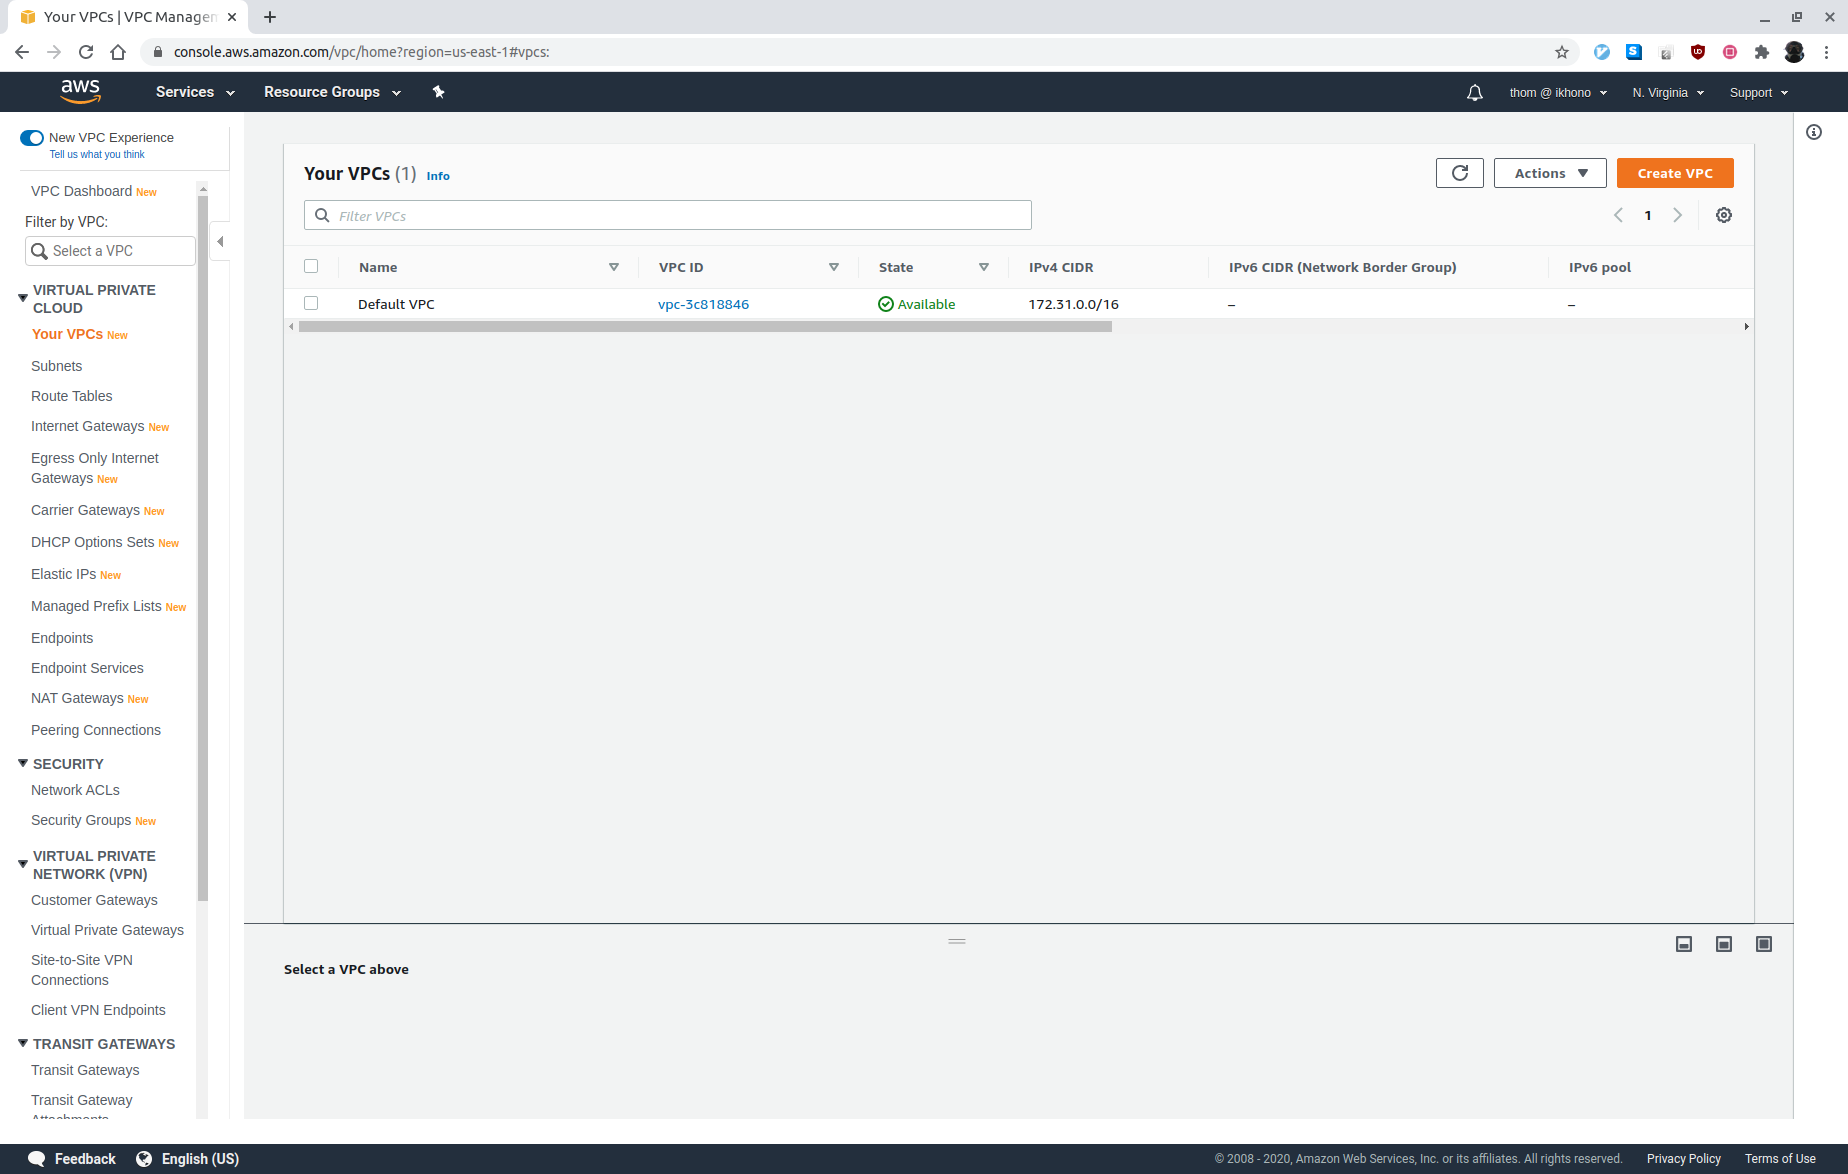 Your VPCs | VPC Managem
console.aws.amazon.com/vpc/home?region=us-east-1#vpcs:
aws
Services
Resource Groups
thom @ ikhono
N. Virginia
Support
New VPC Experience
Tell us what you think
VPC Dashboard New
Filter by VPC:
Select a VPC
VIRTUAL PRIVATE
CLOUD
Your VPCs New
Subnets
Route Tables
Internet Gateways New
Egress Only Internet
Gateways New
Carrier Gateways New
DHCP Options Sets New
Elastic IPs New
Managed Prefix Lists New
Endpoints
Endpoint Services
NAT Gateways New
Peering Connections
SECURITY
Network ACLs
Security Groups New
VIRTUAL PRIVATE
NETWORK (VPN)
Customer Gateways
Virtual Private Gateways
Site-to-Site VPN
Connections
Client VPN Endpoints
TRANSIT GATEWAYS
Transit Gateways
Transit Gateway
Attachments
Your VPCs (1) Info
Actions
Create VPC
Filter VPCs
1
Name VPC ID State IPv4 CIDR IPv6 CIDR (Network Border Group) IPv6 pool
Default VPC vpc-3c818846 Available 172.31.0.0/16 – –
Select a VPC above
Feedback
English (US)
© 2008 - 2020, Amazon Web Services, Inc. or its affiliates. All rights reserved.
Privacy Policy
Terms of Use